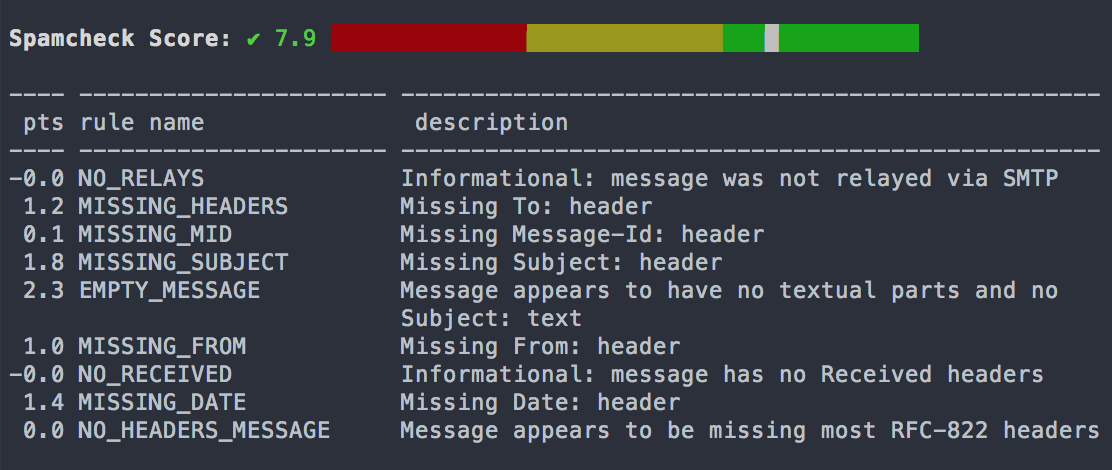 Spamcheck Score: ✔ 7.9
---- ---------------------- --------------------------------------------------
pts rule name description
---- ---------------------- --------------------------------------------------
-0.0 NO_RELAYS Informational: message was not relayed via SMTP
1.2 MISSING_HEADERS Missing To: header
0.1 MISSING_MID Missing Message-Id: header
1.8 MISSING_SUBJECT Missing Subject: header
2.3 EMPTY_MESSAGE Message appears to have no textual parts and no
Subject: text
1.0 MISSING_FROM Missing From: header
-0.0 NO_RECEIVED Informational: message has no Received headers
1.4 MISSING_DATE Missing Date: header
0.0 NO_HEADERS_MESSAGE Message appears to be missing most RFC-822 headers